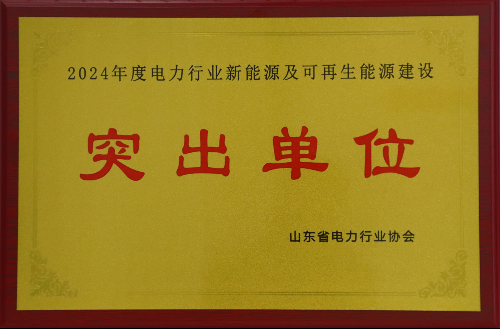 2024年度电力行业新能源及可再生能源建设
突出单位
山东省电力行业协会